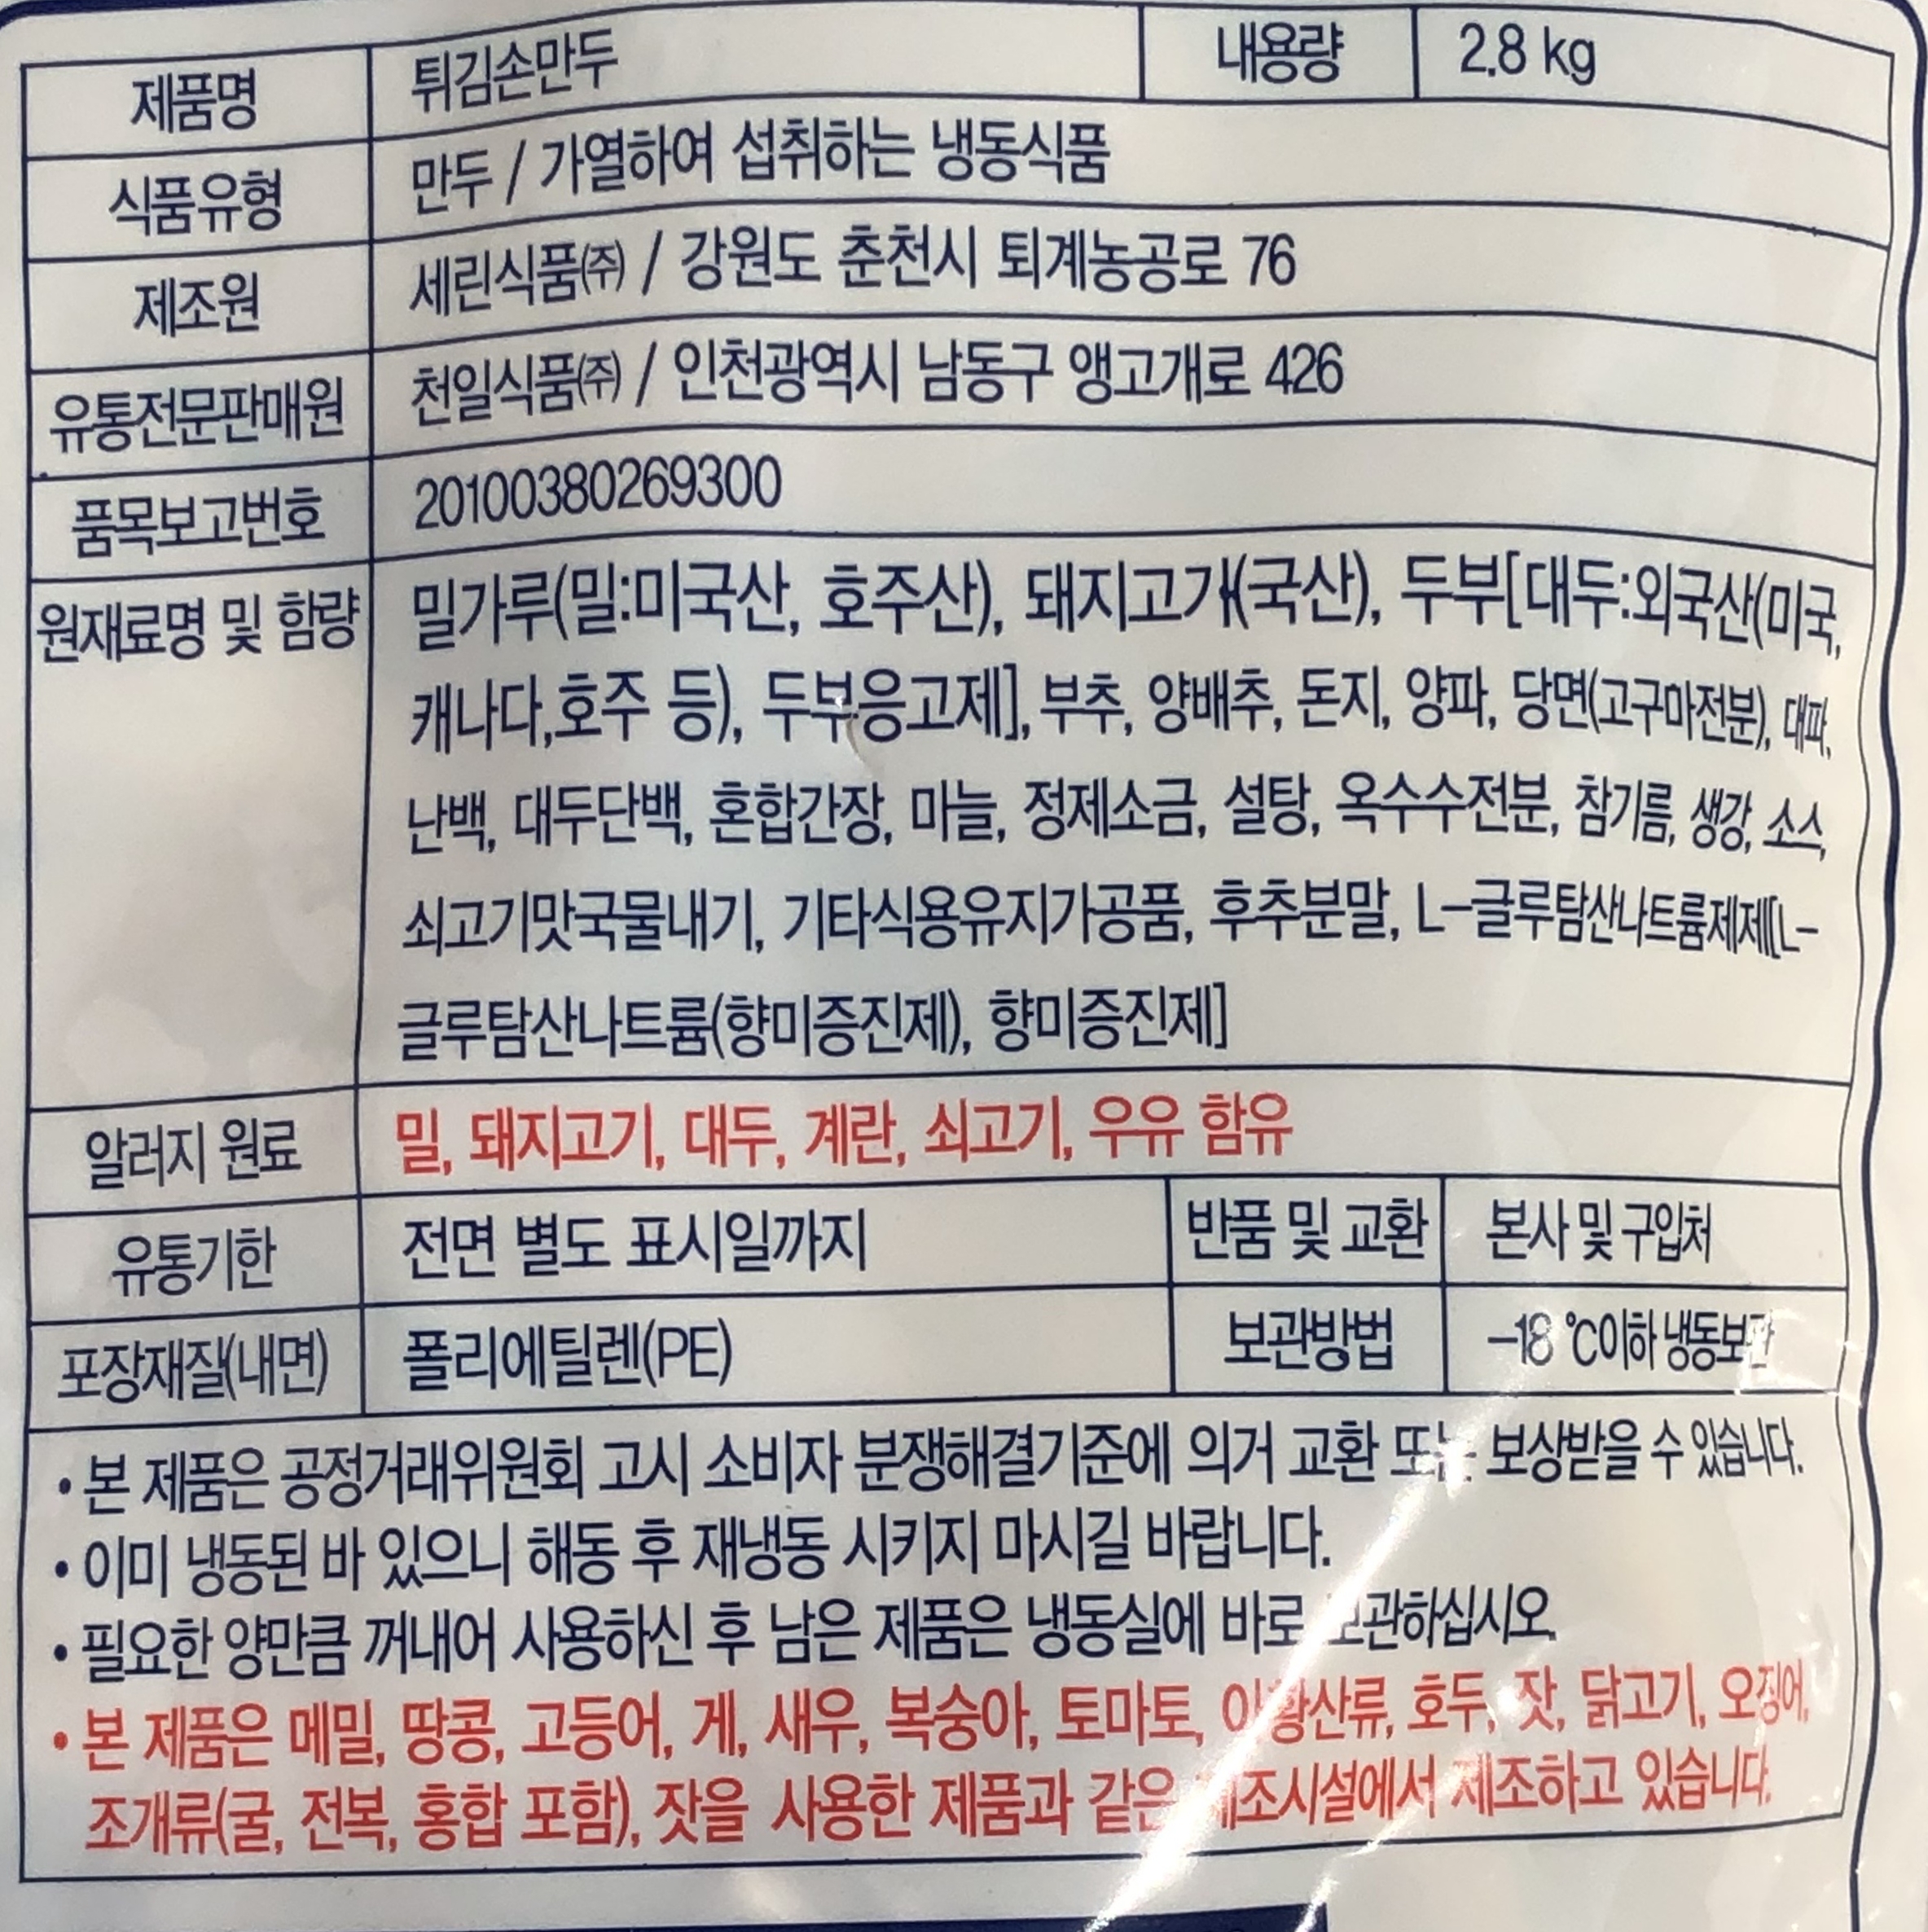 제품명 튀김손만두 내용량 2.8 kg
식품유형 만두 / 가열하여 섭취하는 냉동식품
제조원 세린식품㈜ / 강원도 춘천시 퇴계농공로 76
유통전문판매원 천일식품㈜ / 인천광역시 남동구 앵고개로 426
품목보고번호 20100380269300
원재료명 및 함량 밀가루(밀:미국산, 호주산), 돼지고기(국산), 두부[대두:외국산(미국,
캐나다,호주 등), 두부응고제], 부추, 양배추, 돈지, 양파, 당면(고구마전분), 대파,
난백, 대두단백, 혼합간장, 마늘, 정제소금, 설탕, 옥수수전분, 참기름, 생강, 소스,
쇠고기맛국물내기, 기타식용유지가공품, 후추분말, L-글루탐산나트륨제제[L-
글루탐산나트륨(향미증진제), 향미증진제]
알러지 원료 밀, 돼지고기, 대두, 계란, 쇠고기, 우유 함유
유통기한 전면 별도 표시일까지 반품 및 교환 본사 및 구입처
포장재질(내면) 폴리에틸렌(PE) 보관방법 -18 ℃이하 냉동보관
• 본 제품은 공정거래위원회 고시 소비자 분쟁해결기준에 의거 교환 또는 보상받을 수 있습니다.
• 이미 냉동된 바 있으니 해동 후 재냉동 시키지 마시길 바랍니다.
• 필요한 양만큼 꺼내어 사용하신 후 남은 제품은 냉동실에 바로 보관하십시오.
• 본 제품은 메밀, 땅콩, 고등어, 게, 새우, 복숭아, 토마토, 아황산류, 호두, 잣, 닭고기, 오징어,
조개류(굴, 전복, 홍합 포함), 잣을 사용한 제품과 같은 제조시설에서 제조하고 있습니다.